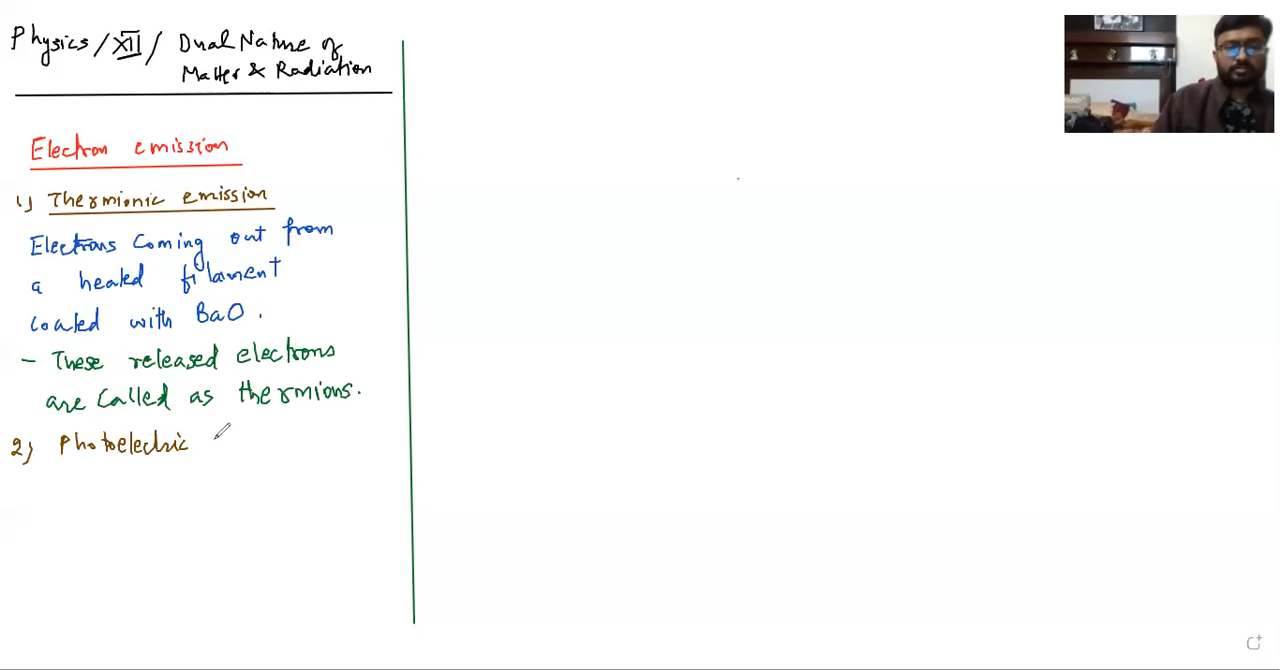 Physics/XII/ Dual Nature of
Matter & Radiation
Electron emission
1) Thermionic emission
Electrons coming out from
a heated filament
coated with BaO.
- These released electrons
are called as thermions.
2) Photoelectric